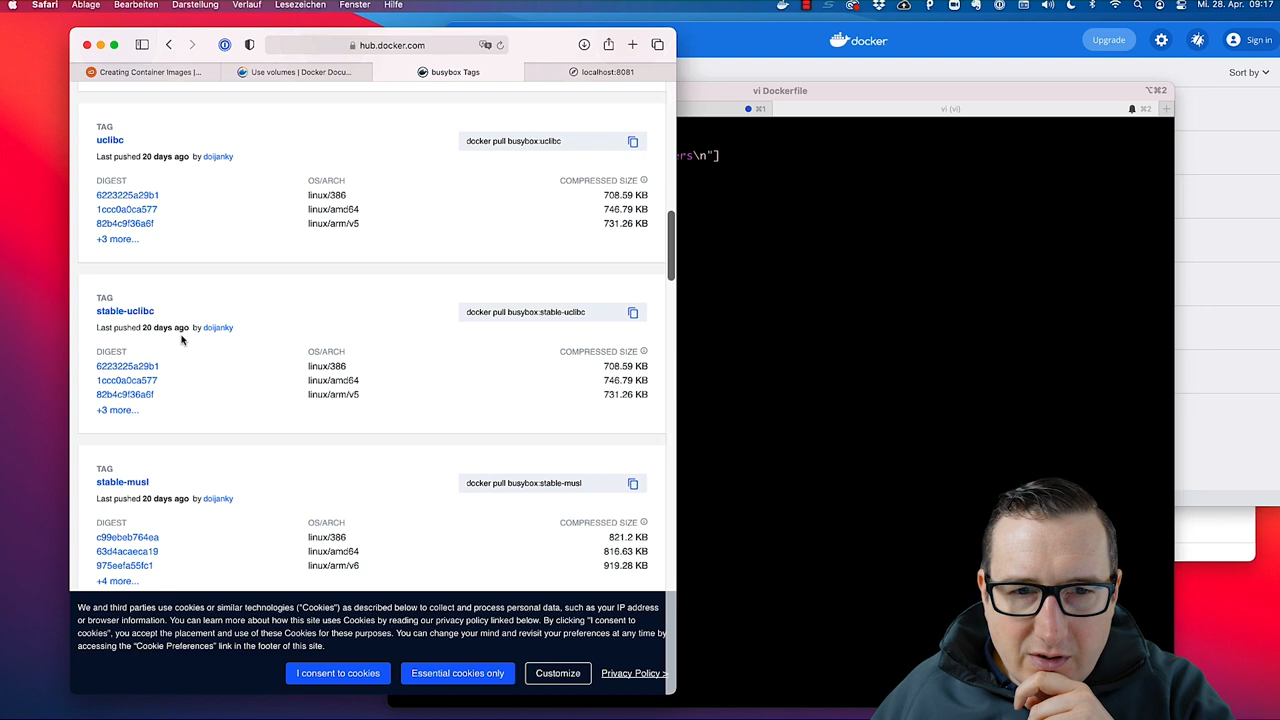 Safari Ablage Bearbeiten Darstellung Verlauf Lesezeichen Fenster Hilfe
Mi. 28. Apr 09:17
hub.docker.com
docker
Upgrade
Sign in
Creating Container Images |...
Use volumes | Docker Docu...
busybox Tags
localhost:8081
Sort by
vi Dockerfile
⌥⌘2
⌘1
vi (vi)
⌘2
ers\n"]
TAG
uclibc
docker pull busybox:uclibc
Last pushed 20 days ago by doijanky
DIGEST OS/ARCH COMPRESSED SIZE
6223225a29b1 linux/386 708.59 KB
1ccc0a0ca577 linux/amd64 746.79 KB
82b4c9f36a6f linux/arm/v5 731.26 KB
+3 more...
TAG
stable-uclibc
docker pull busybox:stable-uclibc
Last pushed 20 days ago by doijanky
DIGEST OS/ARCH COMPRESSED SIZE
6223225a29b1 linux/386 708.59 KB
1ccc0a0ca577 linux/amd64 746.79 KB
82b4c9f36a6f linux/arm/v5 731.26 KB
+3 more...
TAG
stable-musl
docker pull busybox:stable-musl
Last pushed 20 days ago by doijanky
DIGEST OS/ARCH COMPRESSED SIZE
c99ebeb764ea linux/386 821.2 KB
63d4acaeca19 linux/amd64 816.63 KB
975eefa55fc1 linux/arm/v6 919.28 KB
+4 more...
We and third parties use cookies or similar technologies ("Cookies") as described below to collect and process personal data, such as your IP address
or browser information. You can learn more about how this site uses Cookies by reading our privacy policy linked below. By clicking "I consent to
cookies", you accept the placement and use of these Cookies for these purposes. You can change your mind and revisit your preferences at any time by
accessing the "Cookie Preferences" link in the footer of this site.
I consent to cookies
Essential cookies only
Customize
Privacy Policy >